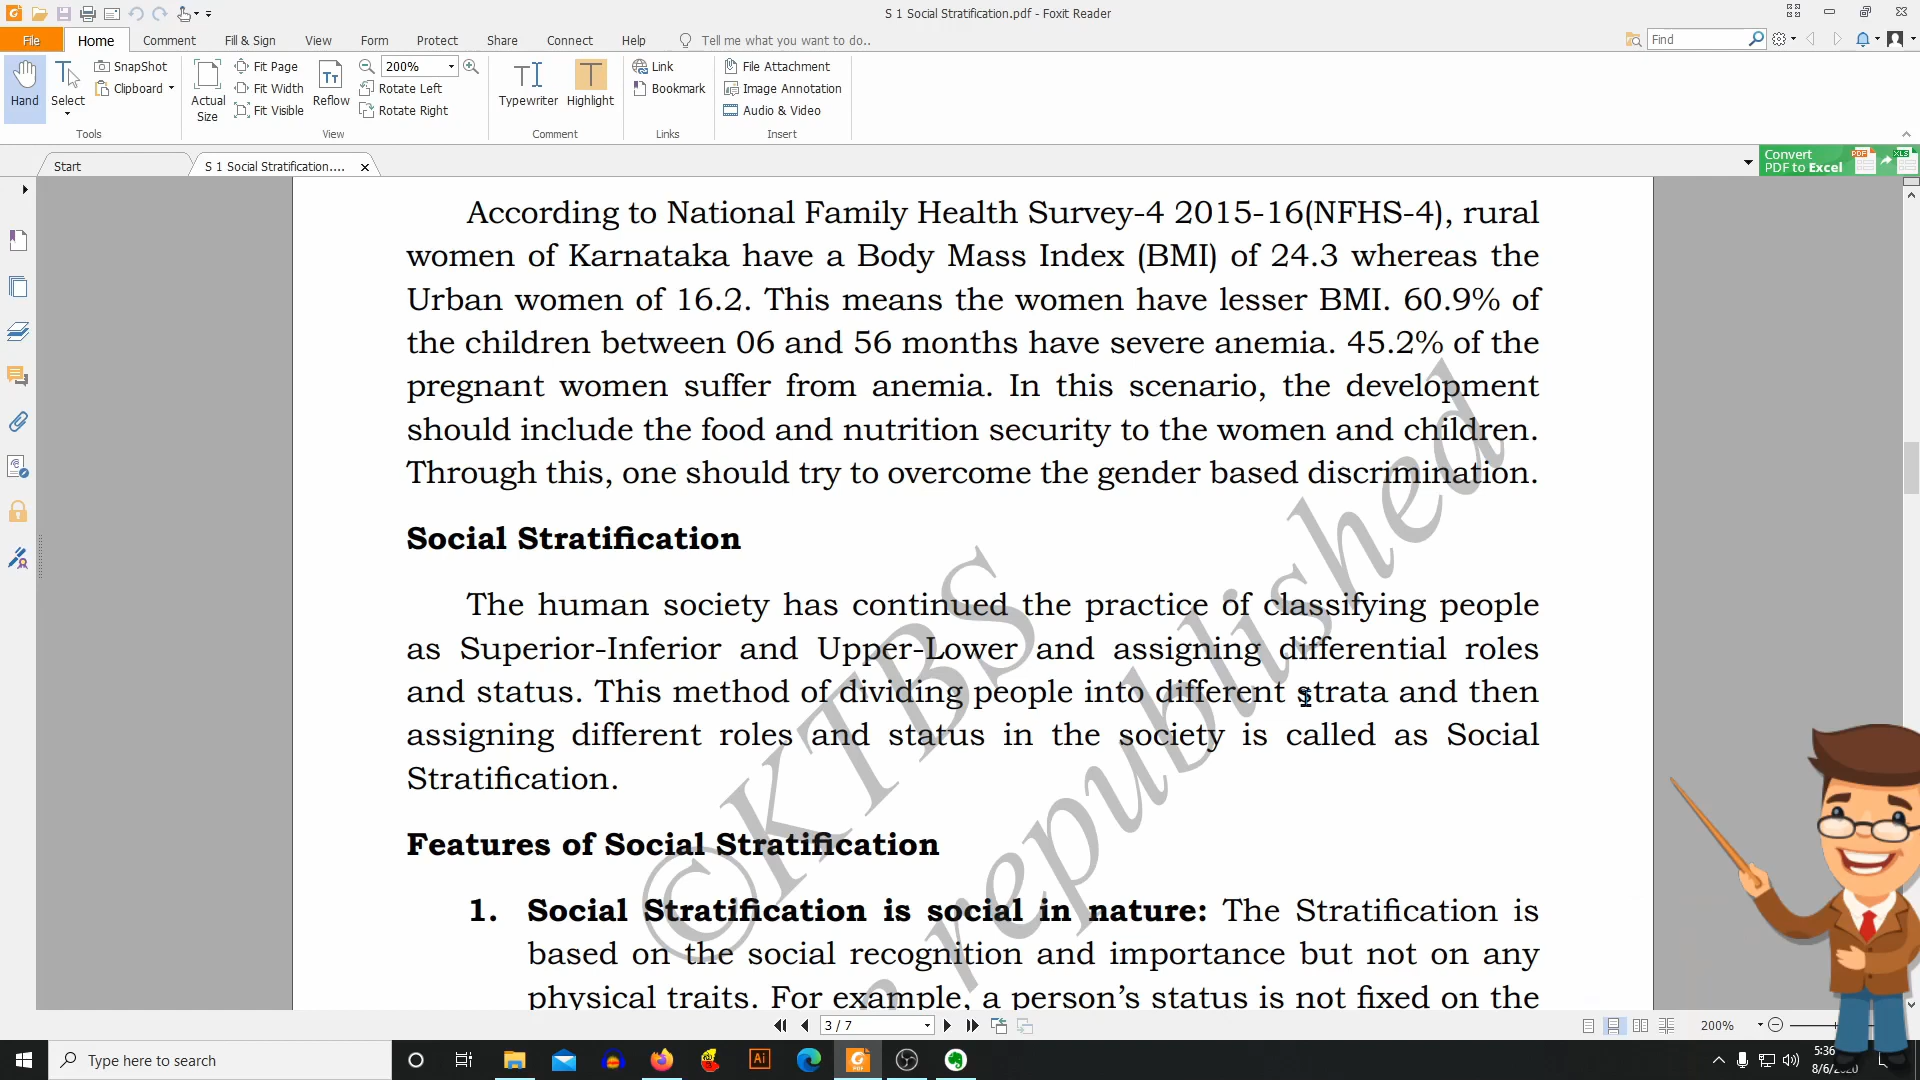 S 1 Social Stratification.pdf - Foxit Reader
File Home Comment Fill & Sign View Form Protect Share Connect Help Tell me what you want to do.. Find
Hand
Select
SnapShot
Clipboard
Tools
Actual
Size
Fit Page
Fit Width
Fit Visible
Reflow
200%
Rotate Left
Rotate Right
View
Typewriter
Highlight
Comment
Link
Bookmark
Links
File Attachment
Image Annotation
Audio & Video
Insert
Start
S 1 Social Stratification....
Convert
PDF to Excel
PDF
XLS
According to National Family Health Survey-4 2015-16(NFHS-4), rural
women of Karnataka have a Body Mass Index (BMI) of 24.3 whereas the
Urban women of 16.2. This means the women have lesser BMI. 60.9% of
the children between 06 and 56 months have severe anemia. 45.2% of the
pregnant women suffer from anemia. In this scenario, the development
should include the food and nutrition security to the women and children.
Through this, one should try to overcome the gender based discrimination.
Social Stratification
The human society has continued the practice of classifying people
as Superior-Inferior and Upper-Lower and assigning differential roles
and status. This method of dividing people into different strata and then
assigning different roles and status in the society is called as Social
Stratification.
Features of Social Stratification
1. Social Stratification is social in nature: The Stratification is
based on the social recognition and importance but not on any
physical traits. For example, a person's status is not fixed on the
©KTBS
republished
3 / 7
200%
Type here to search
Ai
5:36